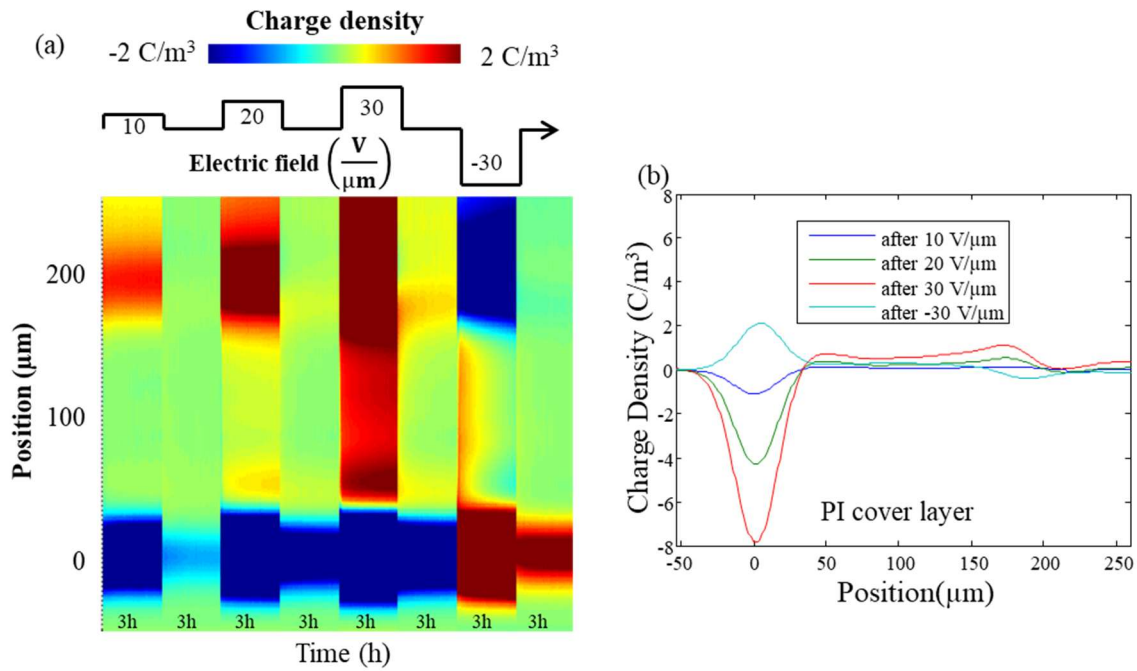 (a)
Charge density
-2 C/m³
2 C/m³
10
20
30
-30
Electric field (V/μm)
Position (μm)
200
100
0
3h 3h 3h 3h 3h 3h 3h 3h
Time (h)
(b)
Charge Density (C/m³)
8
6
4
2
0
-2
-4
-6
-8
after 10 V/μm
after 20 V/μm
after 30 V/μm
after -30 V/μm
PI cover layer
-50 0 50 100 150 200 250
Position(μm)